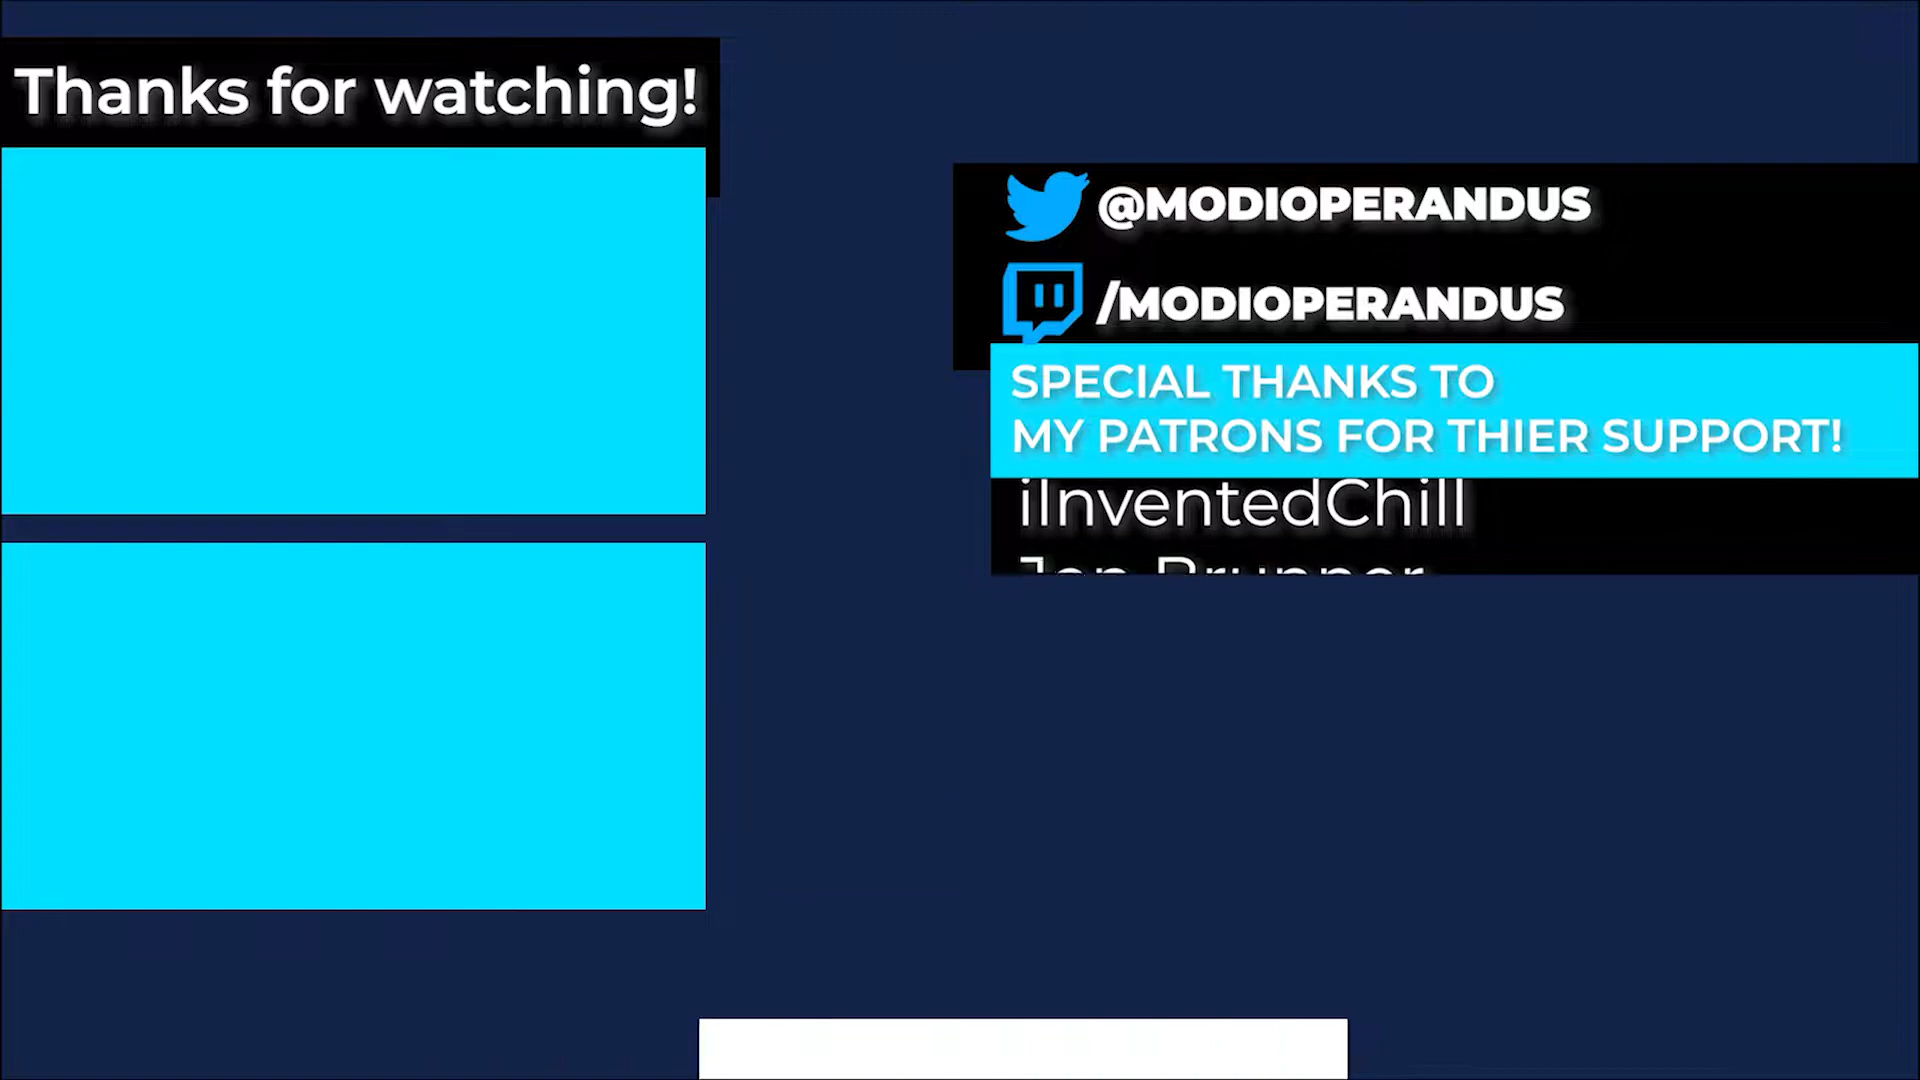 Thanks for watching!
@MODIOPERANDUS
/MODIOPERANDUS
SPECIAL THANKS TO
MY PATRONS FOR THIER SUPPORT!
iInventedChill